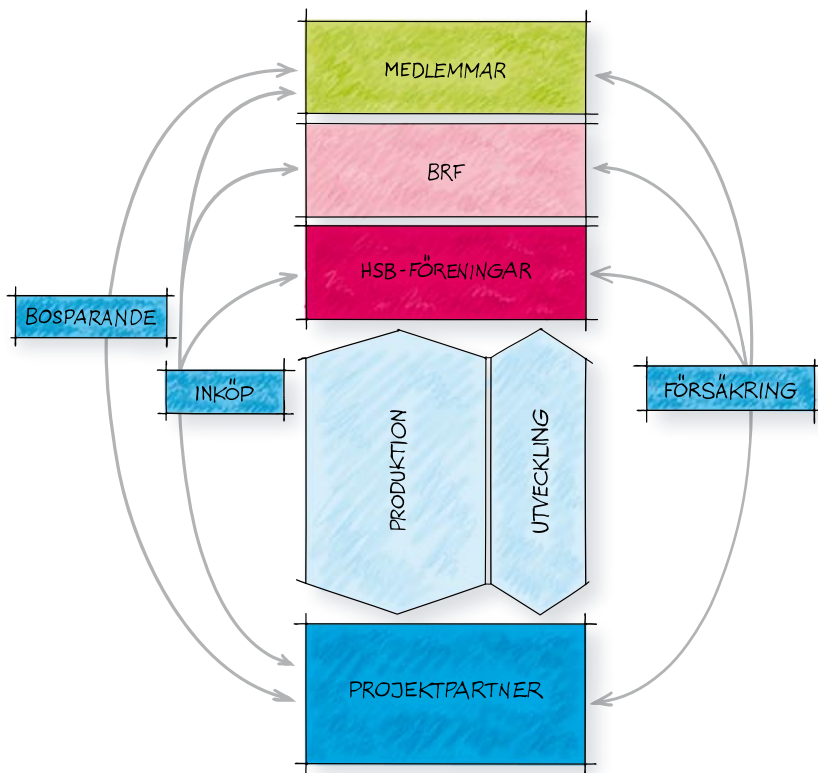 MEDLEMMAR
BRF
HSB-FÖRENINGAR
BOSPARANDE
INKÖP
FÖRSÄKRING
PRODUKTION
UTVECKLING
PROJEKTPARTNER